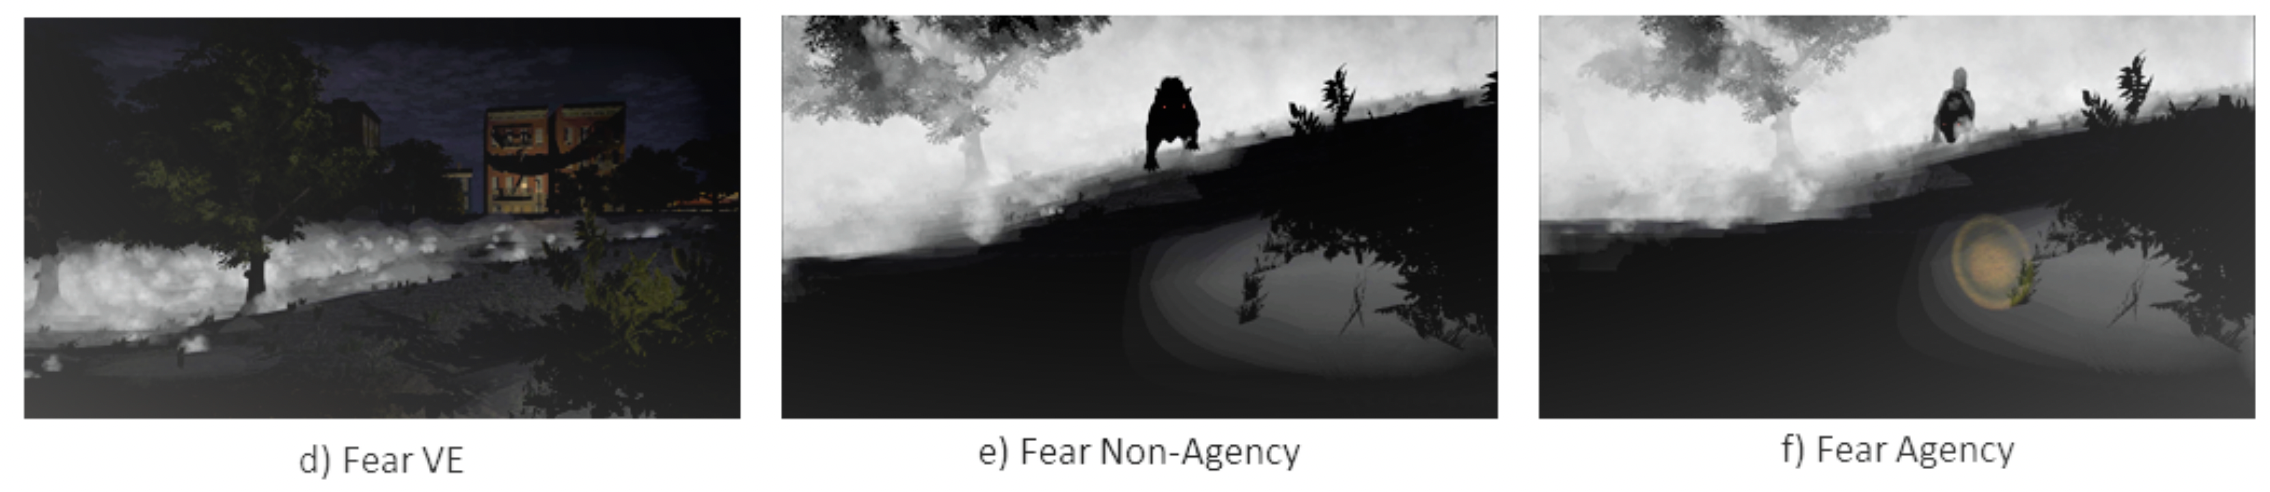 d) Fear VE
e) Fear Non-Agency
f) Fear Agency